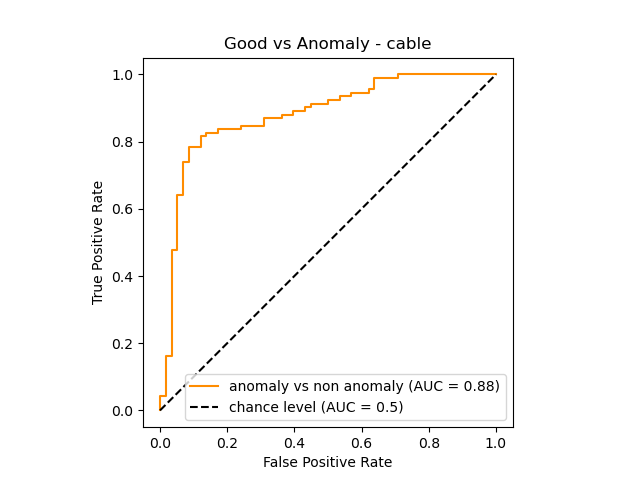 Good vs Anomaly - cable
True Positive Rate
1.0
0.8
0.6
0.4
0.2
0.0
anomaly vs non anomaly (AUC = 0.88)
chance level (AUC = 0.5)
0.0 0.2 0.4 0.6 0.8 1.0
False Positive Rate